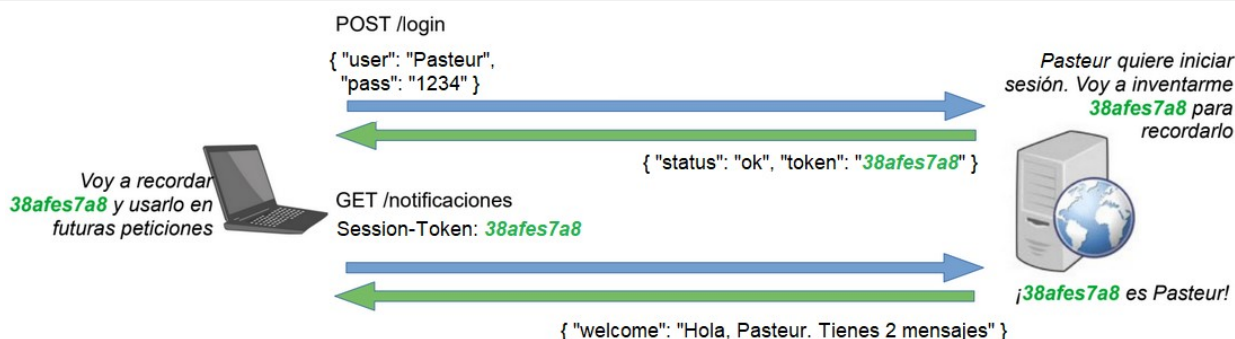 POST /login
{ "user": "Pasteur",
"pass": "1234" }
Pasteur quiere iniciar
sesión. Voy a inventarme
38afes7a8 para
recordarlo
{ "status": "ok", "token": "38afes7a8" }
Voy a recordar
38afes7a8 y usarlo en
futuras peticiones
GET /notificaciones
Session-Token: 38afes7a8
¡38afes7a8 es Pasteur!
{ "welcome": "Hola, Pasteur. Tienes 2 mensajes" }